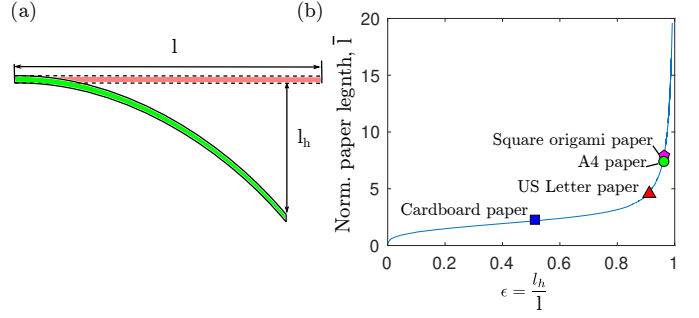 (a)
l
l_h
(b)
Norm. paper legnth, l̄
20
15
10
5
0
Square origami paper
A4 paper
US Letter paper
Cardboard paper
0 0.2 0.4 0.6 0.8 1
ϵ = l_h/l